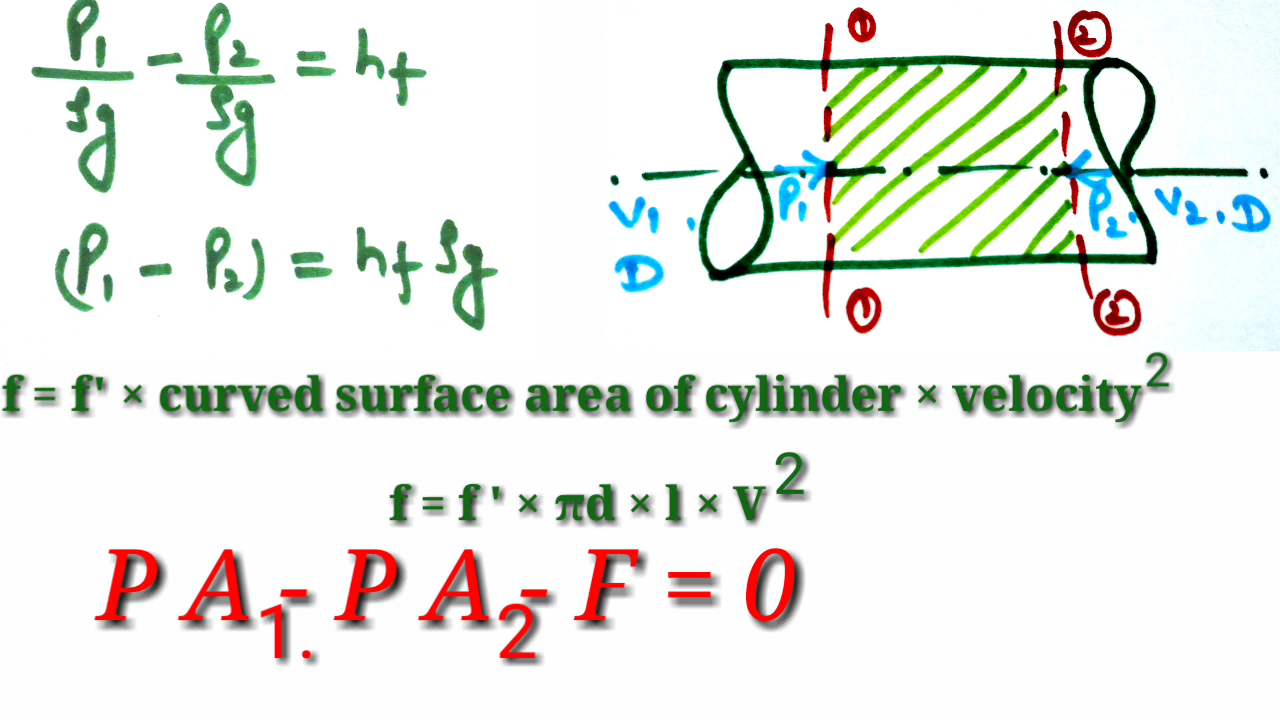 P₁/ρg - P₂/ρg = hf
(P₁ - P₂) = hf ρg
① ②
P₁ P₂. V₂. D
V₁.
D
① ②
f = f' × curved surface area of cylinder × velocity²
f = f ' × πd × l × V²
P A₁. - P A₂ - F = 0